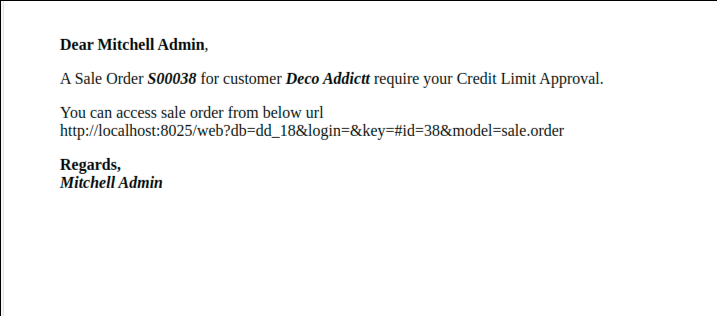 Dear Mitchell Admin,
A Sale Order S00038 for customer Deco Addictt require your Credit Limit Approval.
You can access sale order from below url
http://localhost:8025/web?db=dd_18&login=&key=#id=38&model=sale.order
Regards,
Mitchell Admin